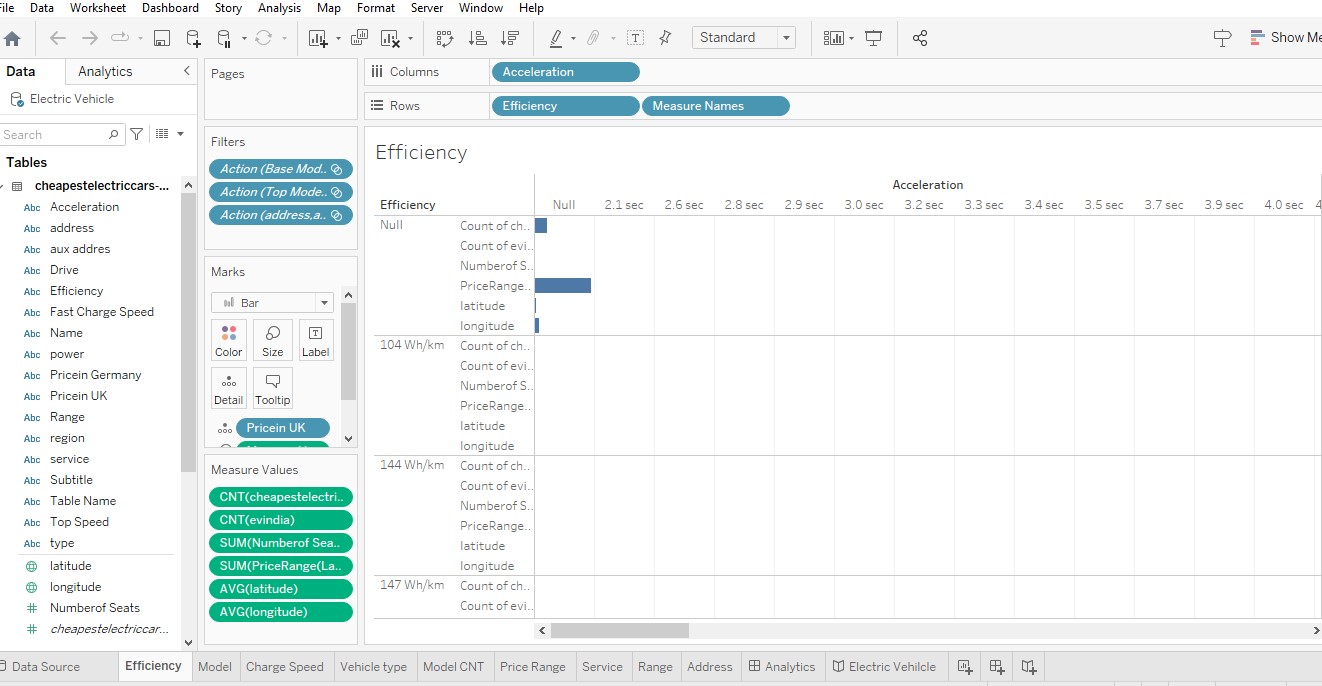 File Data Worksheet Dashboard Story Analysis Map Format Server Window Help
Standard
Show Me
Data Analytics
Electric Vehicle
Search
Tables
cheapestelectriccars-...
Abc Acceleration
Abc address
Abc aux addres
Abc Drive
Abc Efficiency
Abc Fast Charge Speed
Abc Name
Abc power
Abc Pricein Germany
Abc Pricein UK
Abc Range
Abc region
Abc service
Abc Subtitle
Abc Table Name
Abc Top Speed
Abc type
latitude
longitude
# Numberof Seats
# cheapestelectriccar...
Pages
Filters
Action (Base Mod..
Action (Top Mode..
Action (address,a..
Marks
Bar
Color Size Label
Detail Tooltip
Pricein UK
Measure Values
CNT(cheapestelectri..
CNT(evindia)
SUM(Numberof Sea..
SUM(PriceRange(La..
AVG(latitude)
AVG(longitude)
Columns Acceleration
Rows Efficiency Measure Names
Efficiency
Acceleration
Efficiency Null 2.1 sec 2.6 sec 2.8 sec 2.9 sec 3.0 sec 3.2 sec 3.3 sec 3.4 sec 3.5 sec 3.7 sec 3.9 sec 4.0 sec 4
Null Count of ch..
Count of evi..
Numberof S..
PriceRange..
latitude
longitude
104 Wh/km Count of ch..
Count of evi..
Numberof S..
PriceRange..
latitude
longitude
144 Wh/km Count of ch..
Count of evi..
Numberof S..
PriceRange..
latitude
longitude
147 Wh/km Count of ch..
Count of evi..
Data Source Efficiency Model Charge Speed Vehicle type Model CNT Price Range Service Range Address Analytics Electric Vehilcle